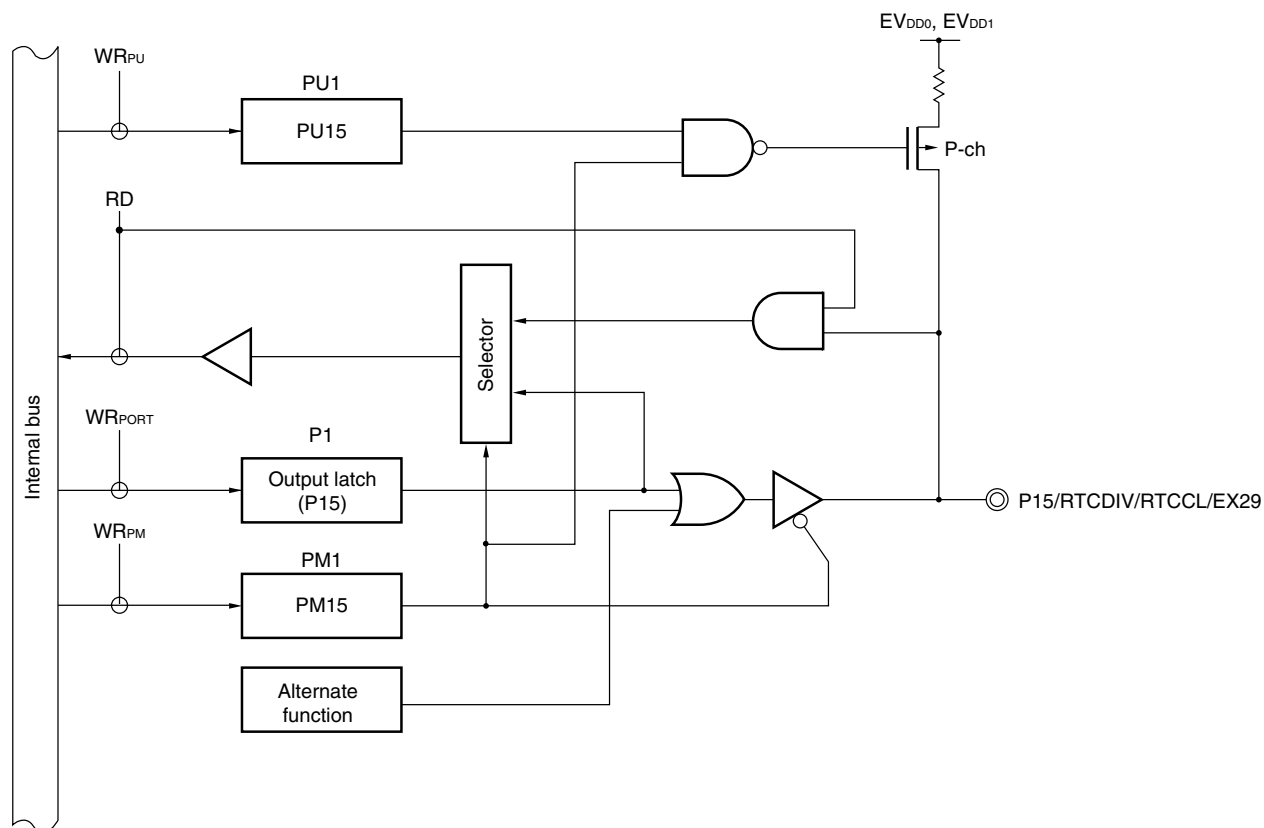 EVDD0, EVDD1
WRPU
PU1
PU15
P-ch
RD
Selector
Internal bus
WRPORT
P1
Output latch
(P15)
P15/RTCDIV/RTCCL/EX29
WRPM
PM1
PM15
Alternate
function